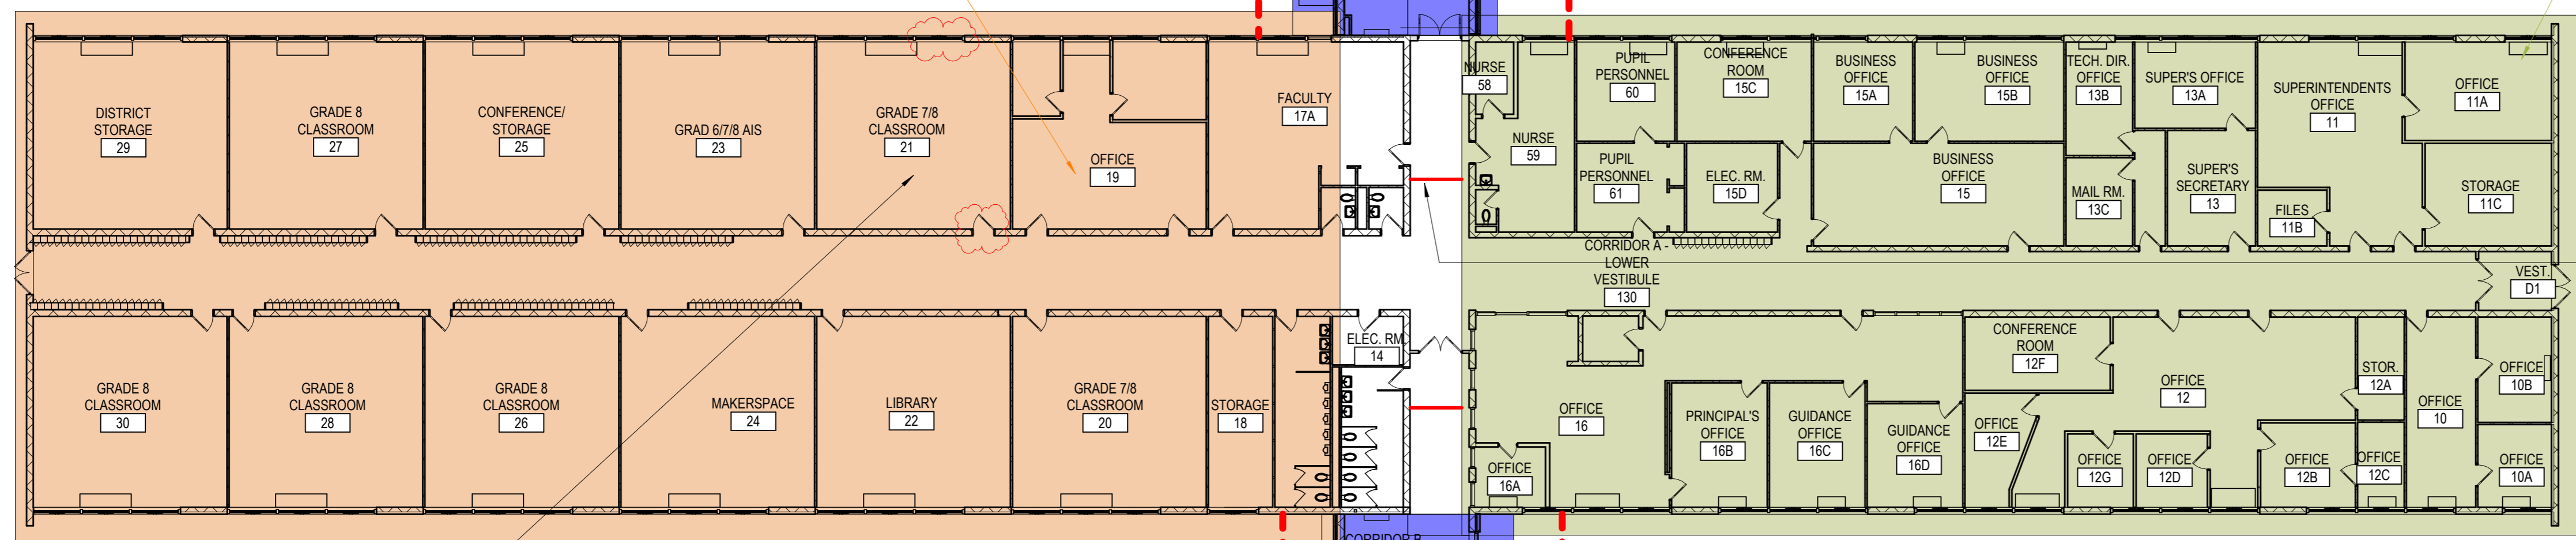 DISTRICT
STORAGE
29
GRADE 8
CLASSROOM
27
CONFERENCE/
STORAGE
25
GRAD 6/7/8 AIS
23
GRADE 7/8
CLASSROOM
21
OFFICE
19
FACULTY
17A
NURSE
58
NURSE
59
PUPIL
PERSONNEL
60
PUPIL
PERSONNEL
61
CONFERENCE
ROOM
15C
ELEC. RM.
15D
BUSINESS
OFFICE
15A
BUSINESS
OFFICE
15B
BUSINESS
OFFICE
15
TECH. DIR.
OFFICE
13B
MAIL RM.
13C
SUPER'S OFFICE
13A
SUPER'S
SECRETARY
13
SUPERINTENDENTS
OFFICE
11
FILES
11B
OFFICE
11A
STORAGE
11C
CORRIDOR A -
LOWER
VESTIBULE
130
VEST.
D1
GRADE 8
CLASSROOM
30
GRADE 8
CLASSROOM
28
GRADE 8
CLASSROOM
26
MAKERSPACE
24
LIBRARY
22
GRADE 7/8
CLASSROOM
20
STORAGE
18
ELEC. RM.
14
OFFICE
16
OFFICE
16A
PRINCIPAL'S
OFFICE
16B
GUIDANCE
OFFICE
16C
GUIDANCE
OFFICE
16D
CONFERENCE
ROOM
12F
OFFICE
12E
OFFICE
12
OFFICE
12G
OFFICE
12D
OFFICE
12B
STOR.
12A
OFFICE
12C
OFFICE
10
OFFICE
10B
OFFICE
10A
CORRIDOR B